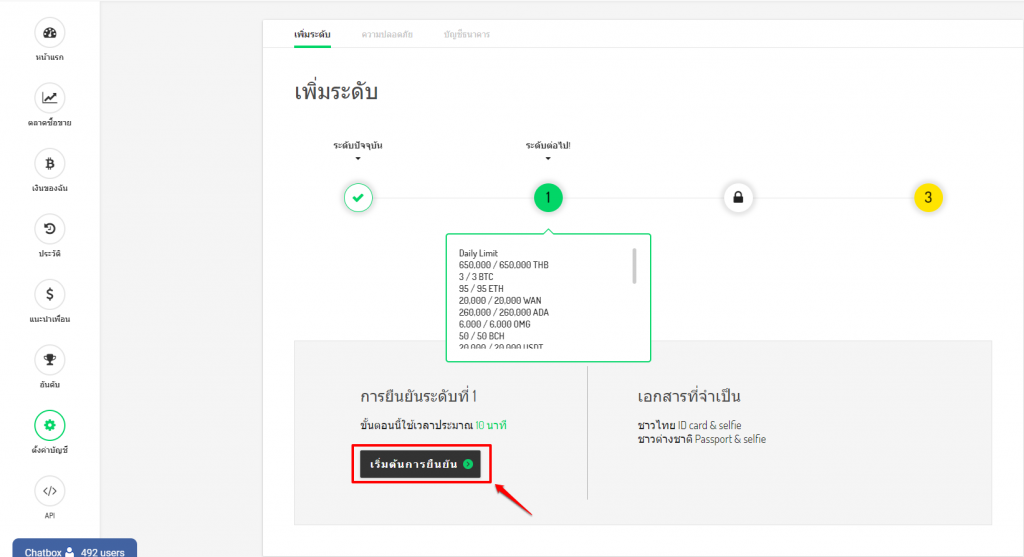 หน้าแรก
ตลาดซื้อขาย
เงินของฉัน
ประวัติ
แนะนำเพื่อน
อันดับ
ตั้งค่าบัญชี
API
Chatbox 492 users
เพิ่มระดับ ความปลอดภัย บัญชีธนาคาร
เพิ่มระดับ
ระดับปัจจุบัน ระดับต่อไป!
1 3
Daily Limit
650,000 / 650,000 THB
3 / 3 BTC
95 / 95 ETH
20,000 / 20,000 WAN
260,000 / 260,000 ADA
6,000 / 6,000 OMG
50 / 50 BCH
20,000 / 20,000 USDT
การยืนยันระดับที่ 1
ขั้นตอนนี้ใช้เวลาประมาณ 10 นาที
เริ่มต้นการยืนยัน
เอกสารที่จำเป็น
ชาวไทย ID card & selfie
ชาวต่างชาติ Passport & selfie